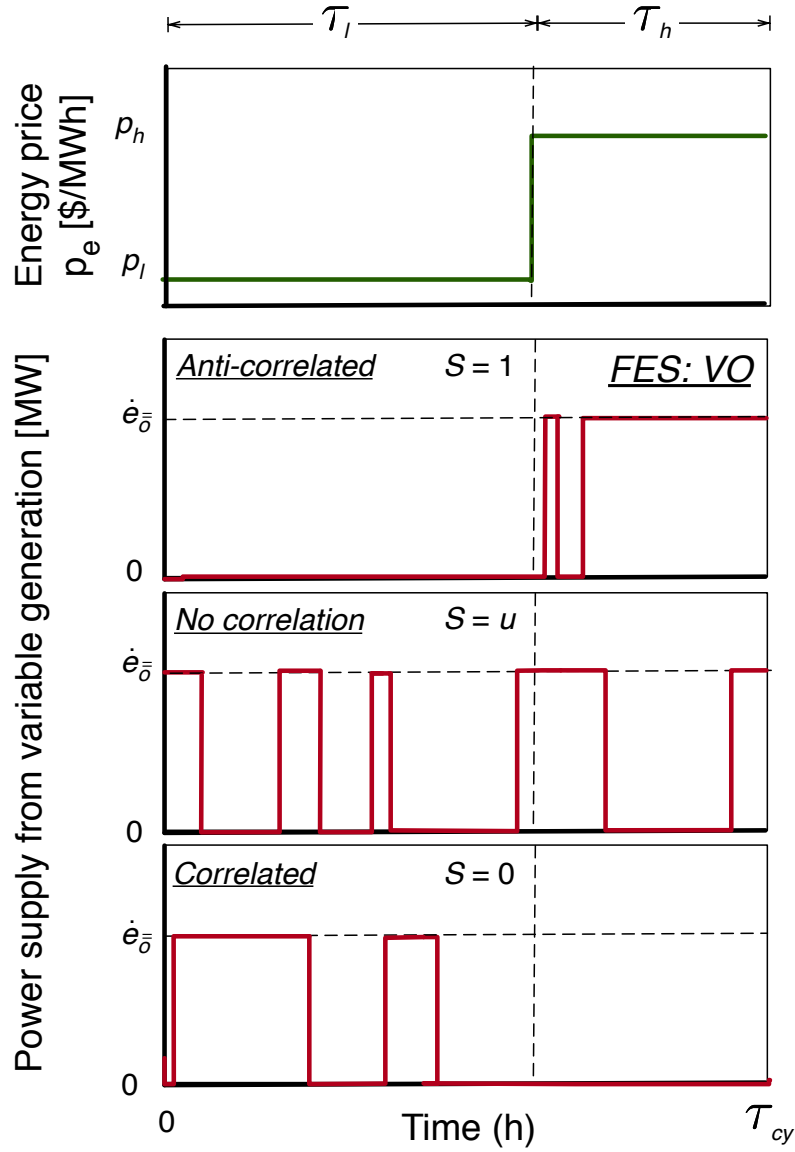 τ_l τ_h
Energy price
p_e [$/MWh]
p_h
p_l
Power supply from variable generation [MW]
Anti-correlated S = 1 FES: VO
ė_ō̄
0
No correlation S = u
ė_ō̄
0
Correlated S = 0
ė_ō̄
0
0 Time (h) τ_cy